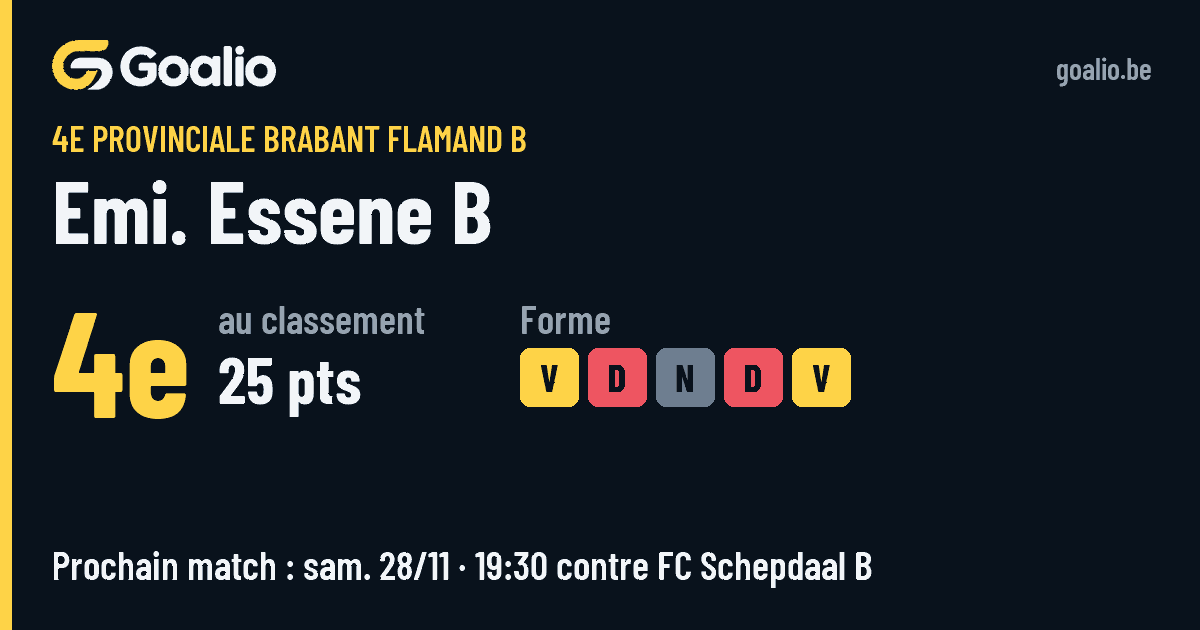 Goalio
goalio.be
4E PROVINCIALE BRABANT FLAMAND B
Emi. Essene B
4e
au classement
25 pts
Forme
V D N D V
Prochain match : sam. 28/11 · 19:30 contre FC Schepdaal B